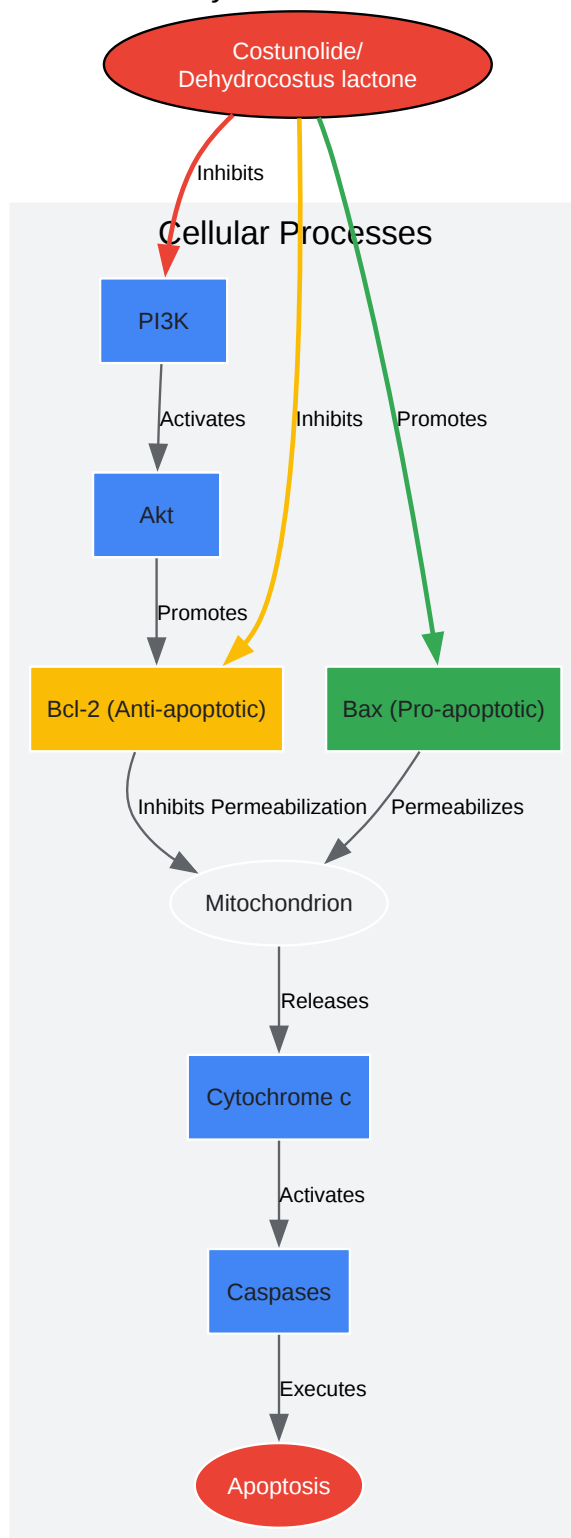 Costunolide/
Dehydrocostus lactone
Inhibits
Cellular Processes
PI3K
Activates
Inhibits
Promotes
Akt
Promotes
Bcl-2 (Anti-apoptotic)
Bax (Pro-apoptotic)
Inhibits Permeabilization
Permeabilizes
Mitochondrion
Releases
Cytochrome c
Activates
Caspases
Executes
Apoptosis